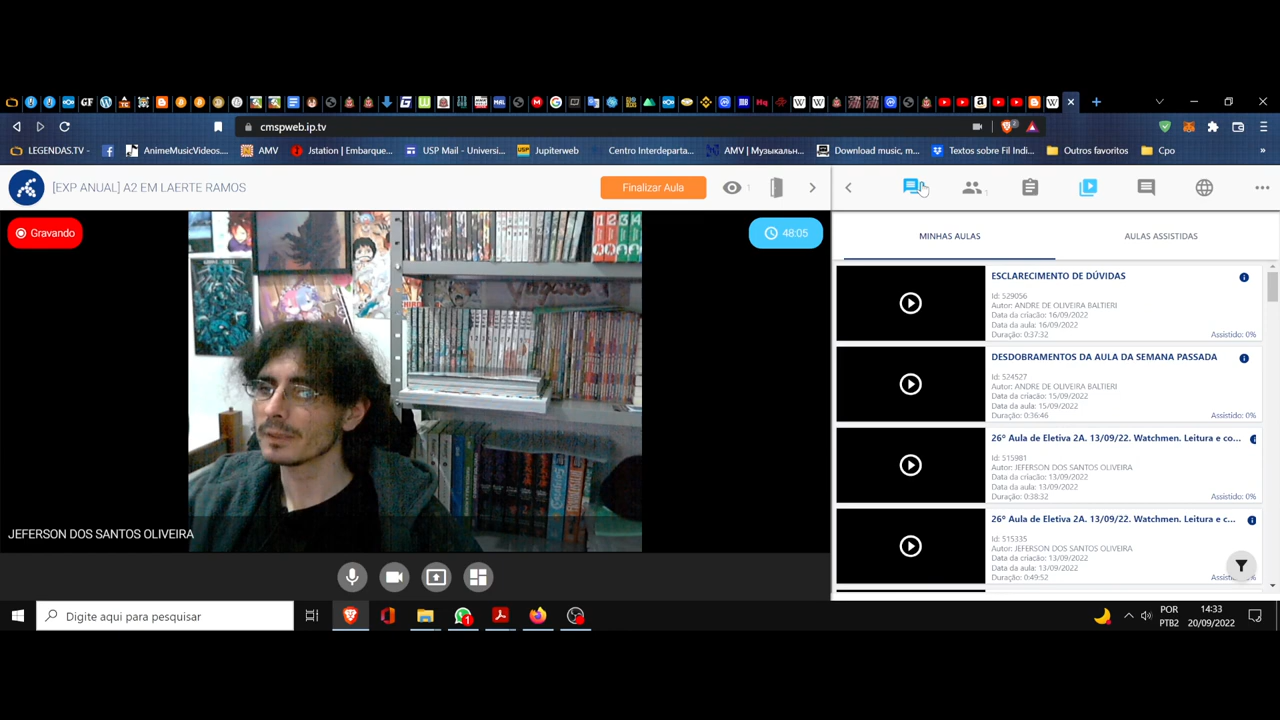 cmspweb.ip.tv
LEGENDAS.TV
AnimeMusicVideos...
AMV
Jstation | Embarque...
USP Mail - Universi...
Jupiterweb
Centro Interdeparta...
AMV | Музыкальн...
Download music, m...
Textos sobre Fil Indi...
Outros favoritos
Cpo
[EXP ANUAL] A2 EM LAERTE RAMOS
Finalizar Aula
1
1
Gravando
48:05
MINHAS AULAS
AULAS ASSISTIDAS
ESCLARECIMENTO DE DÚVIDAS
Id: 529056
Autor: ANDRE DE OLIVEIRA BALTIERI
Data da criação: 16/09/2022
Data da aula: 16/09/2022
Duração: 0:37:32
Assistido: 0%
DESDOBRAMENTOS DA AULA DA SEMANA PASSADA
Id: 524527
Autor: ANDRE DE OLIVEIRA BALTIERI
Data da criação: 15/09/2022
Data da aula: 15/09/2022
Duração: 0:36:46
Assistido: 0%
26º Aula de Eletiva 2A. 13/09/22. Watchmen. Leitura e co...
Id: 515981
Autor: JEFERSON DOS SANTOS OLIVEIRA
Data da criação: 13/09/2022
Data da aula: 13/09/2022
Duração: 0:38:32
Assistido: 0%
26º Aula de Eletiva 2A. 13/09/22. Watchmen. Leitura e c...
Id: 515335
Autor: JEFERSON DOS SANTOS OLIVEIRA
Data da criação: 13/09/2022
Data da aula: 13/09/2022
Duração: 0:49:52
JEFERSON DOS SANTOS OLIVEIRA
Digite aqui para pesquisar
POR
PTB2
14:33
20/09/2022